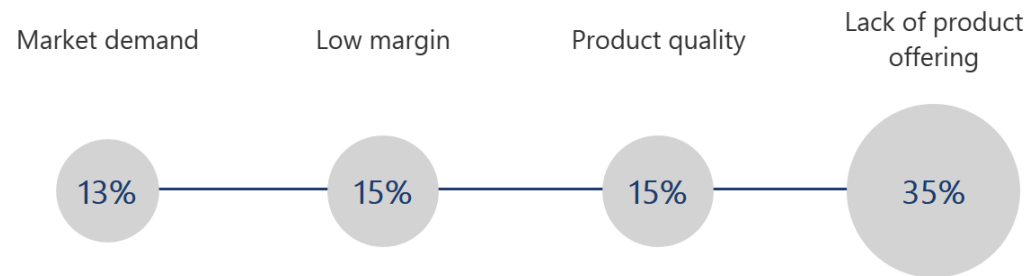 Market demand
Low margin
Product quality
Lack of product
offering
13%
15%
15%
35%